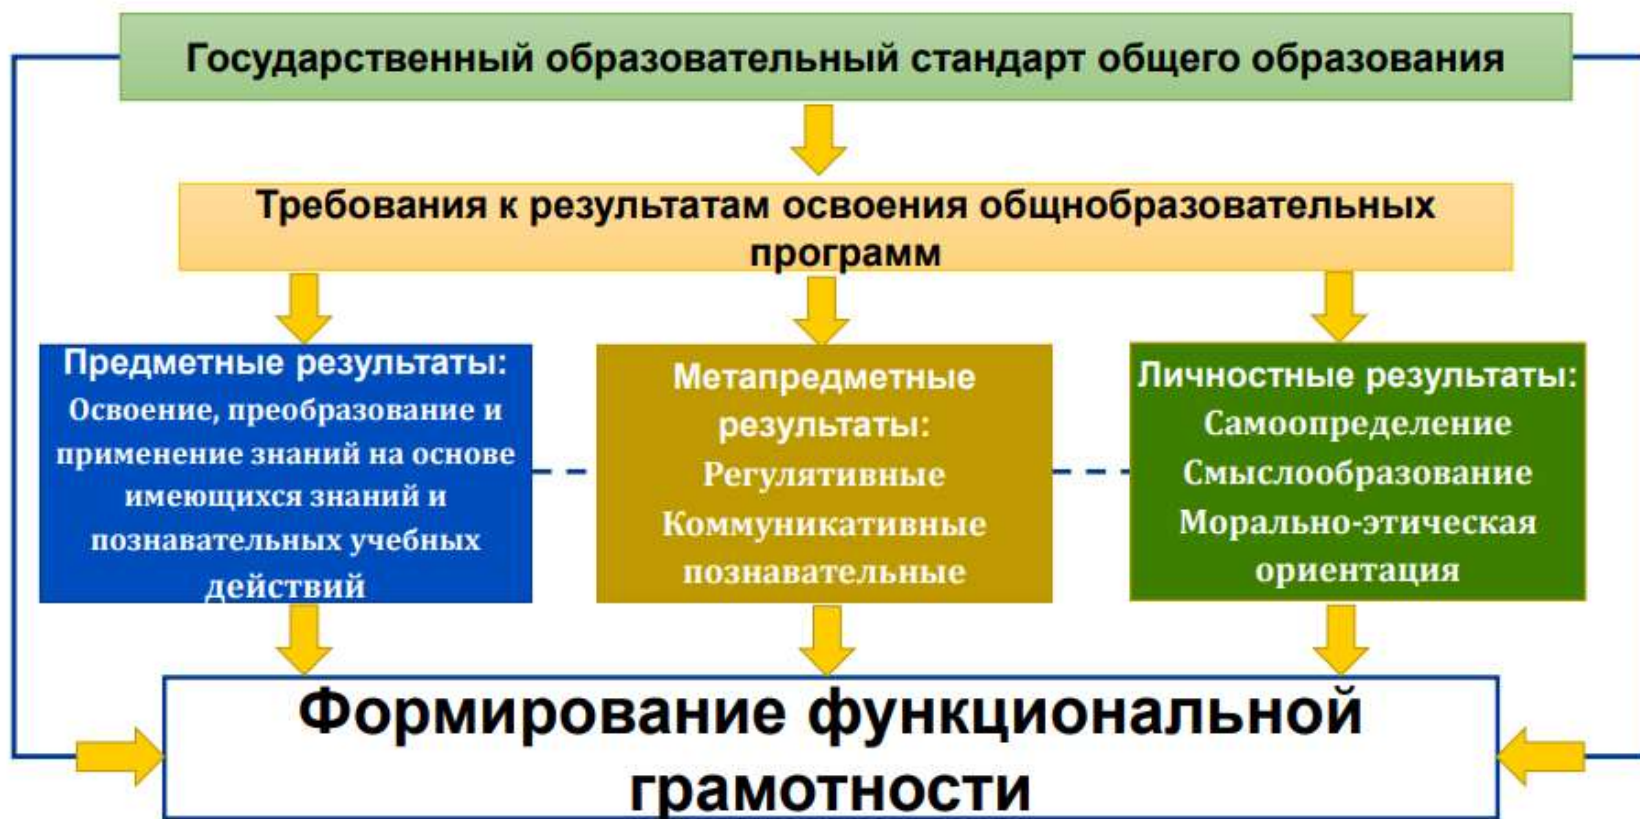 Государственный образовательный стандарт общего образования
Требования к результатам освоения общнобразовательных
программ
Предметные результаты:
Освоение, преобразование и
применение знаний на основе
имеющихся знаний и
познавательных учебных
действий
Метапредметные
результаты:
Регулятивные
Коммуникативные
познавательные
Личностные результаты:
Самоопределение
Смыслообразование
Морально-этическая
ориентация
Формирование функциональной
грамотности